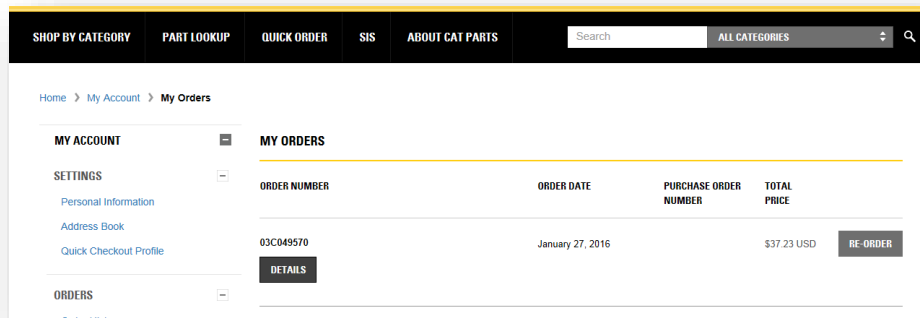 SHOP BY CATEGORY PART LOOKUP QUICK ORDER SIS ABOUT CAT PARTS Search ALL CATEGORIES
Home > My Account > My Orders
MY ACCOUNT
SETTINGS
Personal Information
Address Book
Quick Checkout Profile
ORDERS
MY ORDERS
ORDER NUMBER ORDER DATE PURCHASE ORDER NUMBER TOTAL PRICE
03C049570 January 27, 2016 $37.23 USD RE-ORDER
DETAILS